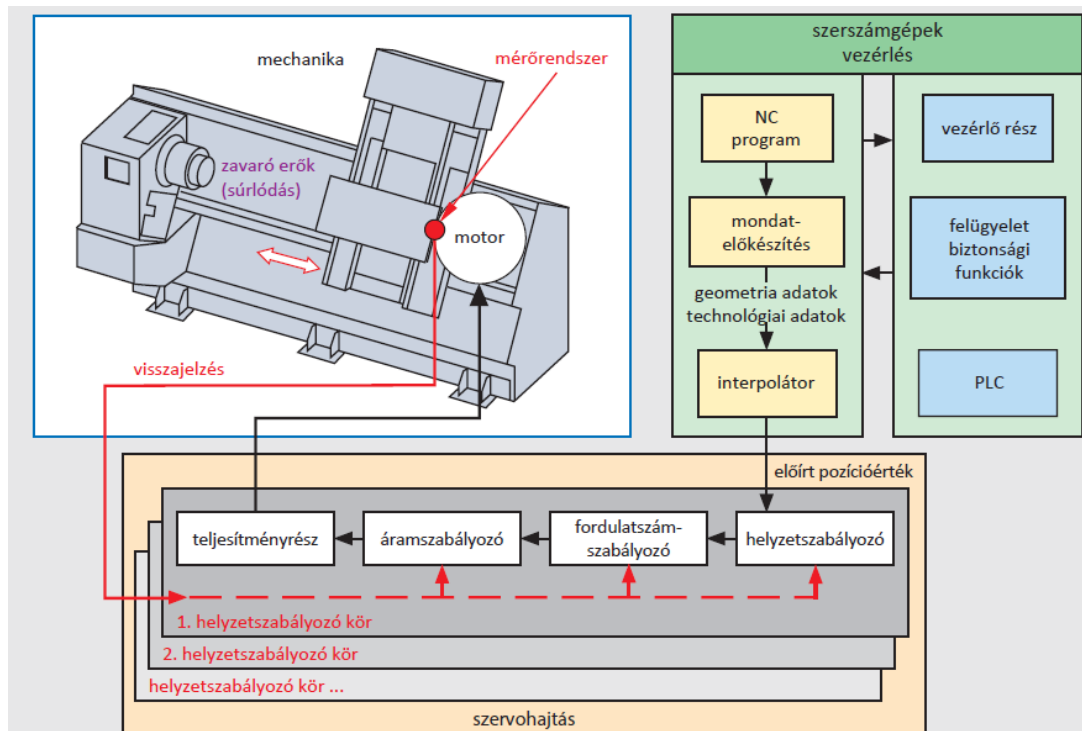 szerszámgépek
vezérlés
mechanika
mérőrendszer
zavaró erők
(súrlódás)
motor
visszajelzés
NC
program
mondat-
előkészítés
geometria adatok
technológiai adatok
interpolátor
vezérlő rész
felügyelet
biztonsági
funkciók
PLC
előírt pozícióérték
teljesítményrész
áramszabályozó
fordulatszám-
szabályozó
helyzetszabályozó
1. helyzetszabályozó kör
2. helyzetszabályozó kör
helyzetszabályozó kör ...
szervohajtás